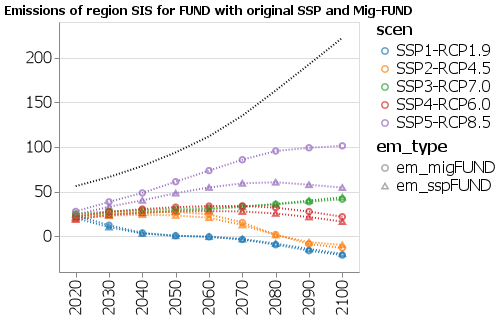 Emissions of region SIS for FUND with original SSP and Mig-FUND
200
150
100
50
0
2020
2030
2040
2050
2060
2070
2080
2090
2100
scen
SSP1-RCP1.9
SSP2-RCP4.5
SSP3-RCP7.0
SSP4-RCP6.0
SSP5-RCP8.5
em_type
em_migFUND
em_sspFUND